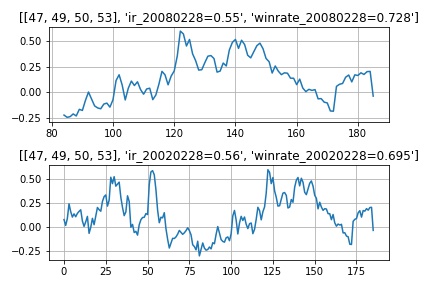 [[47, 49, 50, 53], 'ir_20080228=0.55', 'winrate_20080228=0.728']
0.50
0.25
0.00
−0.25
80 100 120 140 160 180
[[47, 49, 50, 53], 'ir_20020228=0.56', 'winrate_20020228=0.695']
0.50
0.25
0.00
−0.25
0 25 50 75 100 125 150 175